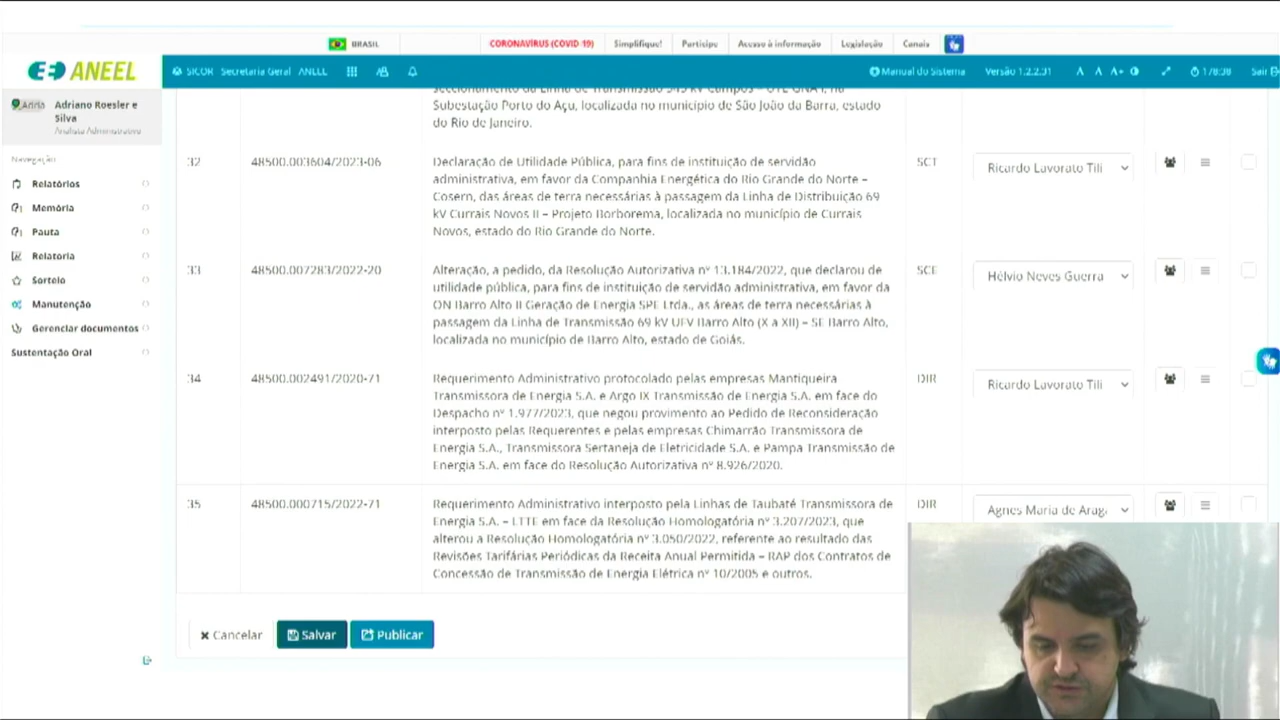 BRASIL
CORONAVÍRUS (COVID-19)
Simplifique!
Participe
Acesso à informação
Legislação
Canais
ANEEL
SICOR Secretaria Geral ANEEL
Manual do Sistema
Versão 1.2.2.31
A A A+
Sair
Adriano Roesler e
Silva
Analista Administrativo
Navegação
Relatórios
Memória
Pauta
Relatoria
Sorteio
Manutenção
Gerenciar documentos
Sustentação Oral
seccionamento da Linha de Transmissão 345 kV Campos – UTE GNA I, na
Subestação Porto do Açu, localizada no município de São João da Barra, estado
do Rio de Janeiro.
32
48500.003604/2023-06
Declaração de Utilidade Pública, para fins de instituição de servidão
administrativa, em favor da Companhia Energética do Rio Grande do Norte –
Cosern, das áreas de terra necessárias à passagem da Linha de Distribuição 69
kV Currais Novos II – Projeto Borborema, localizada no município de Currais
Novos, estado do Rio Grande do Norte.
SCT
Ricardo Lavorato Tili
33
48500.007283/2022-20
Alteração, a pedido, da Resolução Autorizativa nº 13.184/2022, que declarou de
utilidade pública, para fins de instituição de servidão administrativa, em favor da
ON Barro Alto II Geração de Energia SPE Ltda., as áreas de terra necessárias à
passagem da Linha de Transmissão 69 kV UFV Barro Alto (X a XII) – SE Barro Alto,
localizada no município de Barro Alto, estado de Goiás.
SCE
Hélvio Neves Guerra
34
48500.002491/2020-71
Requerimento Administrativo protocolado pelas empresas Mantiqueira
Transmissora de Energia S.A. e Argo IX Transmissão de Energia S.A. em face do
Despacho nº 1.977/2023, que negou provimento ao Pedido de Reconsideração
interposto pelas Requerentes e pelas empresas Chimarrão Transmissora de
Energia S.A., Transmissora Sertaneja de Eletricidade S.A. e Pampa Transmissão de
Energia S.A. em face do Resolução Autorizativa nº 8.926/2020.
DIR
Ricardo Lavorato Tili
35
48500.000715/2022-71
Requerimento Administrativo interposto pela Linhas de Taubaté Transmissora de
Energia S.A. – LTTE em face da Resolução Homologatória nº 3.207/2023, que
alterou a Resolução Homologatória nº 3.050/2022, referente ao resultado das
Revisões Tarifárias Periódicas da Receita Anual Permitida – RAP dos Contratos de
Concessão de Transmissão de Energia Elétrica nº 10/2005 e outros.
DIR
Agnes Maria de Araga
Cancelar
Salvar
Publicar